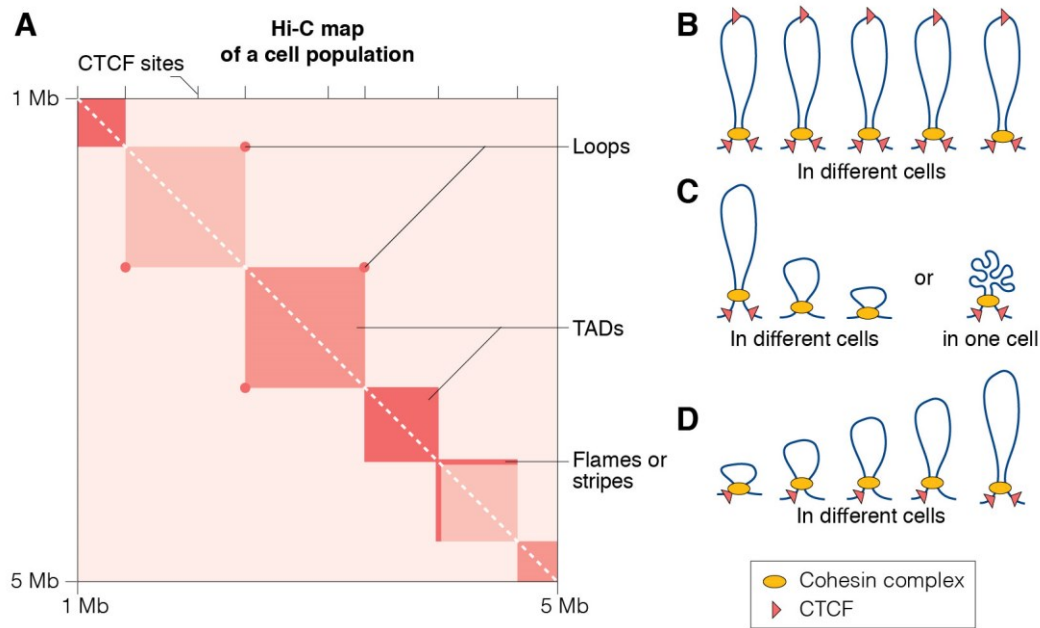 A
Hi-C map
of a cell population
CTCF sites
1 Mb
Loops
TADs
Flames or
stripes
5 Mb
1 Mb
5 Mb
B
In different cells
C
or
In different cells
in one cell
D
In different cells
Cohesin complex
CTCF